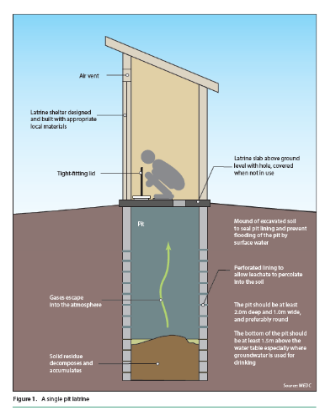 Air vent
Latrine shelter designed
and built with appropriate
local materials
Tight-fitting lid
Latrine slab above ground
level with hole, covered
when not in use
Pit
Mound of excavated soil
to seal pit lining and prevent
flooding of the pit by
surface water
Perforated lining to
allow leachate to percolate
into the soil
Gases escape
into the atmosphere
The pit should be at least
2.0m deep and 1.0m wide,
and preferably round
The bottom of the pit should
be at least 1.5m above the
water table especially where
groundwater is used for
drinking
Solid residue
decomposes and
accumulates
Source: WEDC
Figure 1. A single pit latrine